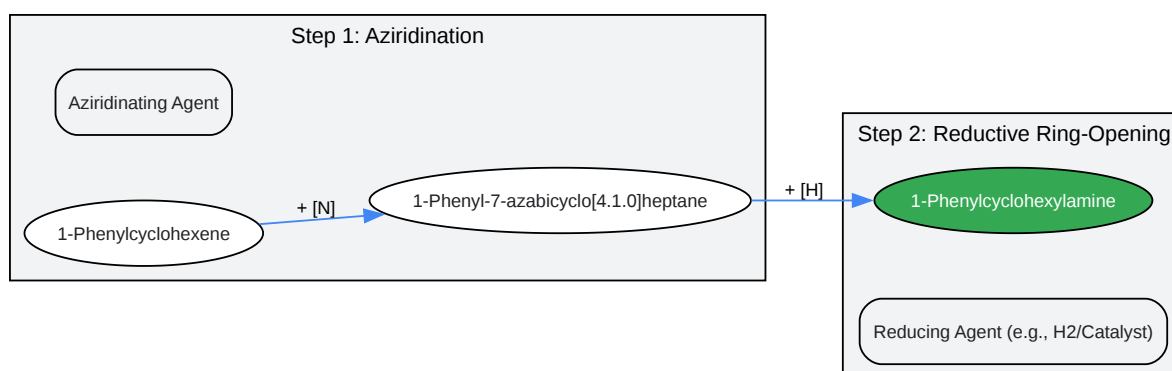 Step 1: Aziridination
Aziridinating Agent
1-Phenylcyclohexene
+ [N]
1-Phenyl-7-azabicyclo[4.1.0]heptane
+ [H]
Step 2: Reductive Ring-Opening
1-Phenylcyclohexylamine
Reducing Agent (e.g., H2/Catalyst)